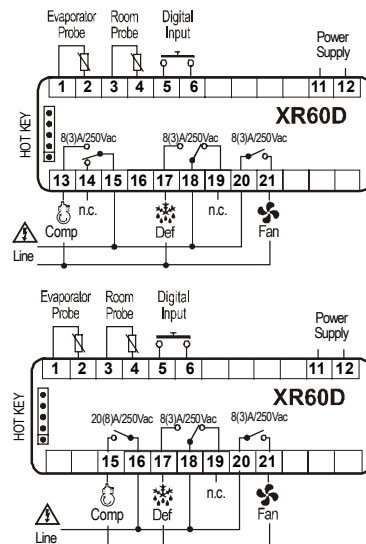 Evaporator Room Digital
Probe Probe Input Power
Supply
1 2 3 4 5 6 11 12
XR60D
HOT KEY
8(3)A/250Vac 8(3)A/250Vac 8(3)A/250Vac
13 14 15 16 17 18 19 20 21
n.c. n.c.
Comp Def Fan
Line
Evaporator Room Digital
Probe Probe Input Power
Supply
1 2 3 4 5 6 11 12
XR60D
HOT KEY
20(8)A/250Vac 8(3)A/250Vac 8(3)A/250Vac
15 16 17 18 19 20 21
n.c.
Comp Def Fan
Line